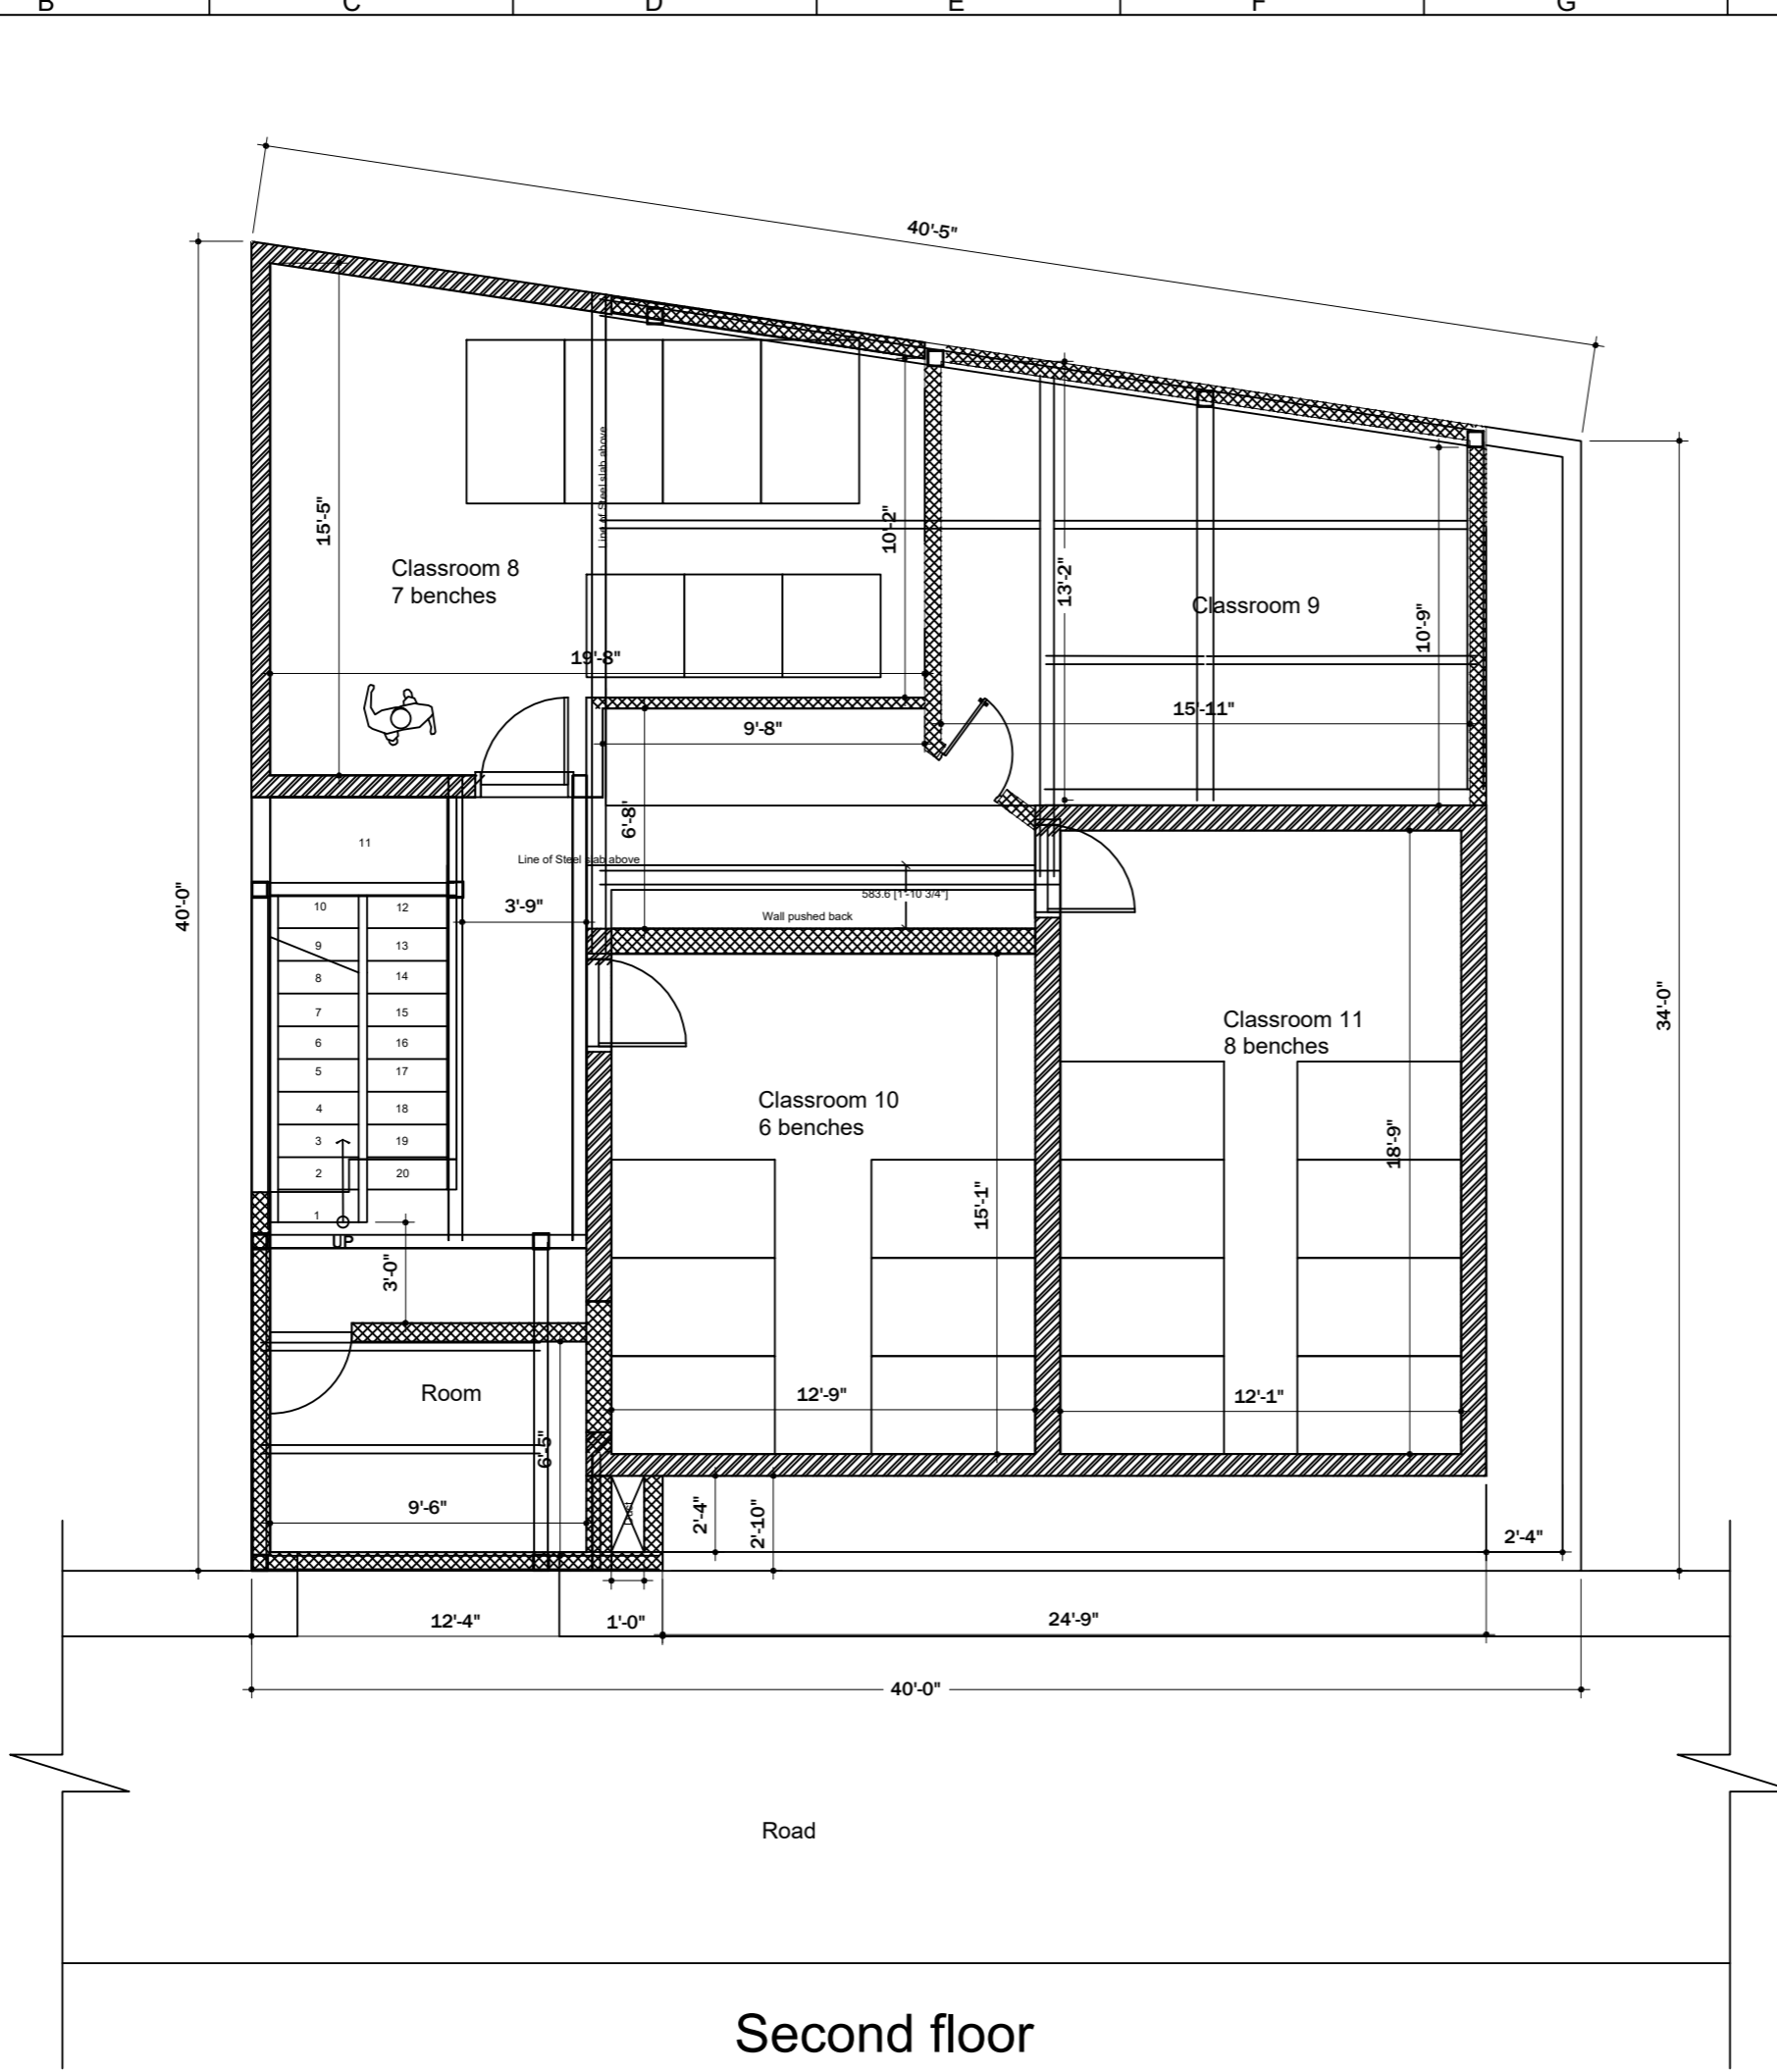 B
C
D
E
F
G
40'-5"
Line of Steel slab above
15'-5"
Classroom 8
7 benches
10'-2"
13'-2"
Classroom 9
10'-9"
19'-8"
15'-11"
9'-8"
6'-8"
11
Line of Steel slab above
583.6 [1'-10 3/4"]
Wall pushed back
3'-9"
40'-0"
10
12
9
13
8
14
7
15
6
16
5
17
4
18
3
19
2
20
1
UP
3'-0"
34'-0"
Classroom 11
8 benches
Classroom 10
6 benches
18'-9"
15'-1"
12'-9"
12'-1"
Room
6'-5"
9'-6"
2'-4"
2'-10"
2'-4"
12'-4"
1'-0"
24'-9"
40'-0"
Road
Second floor